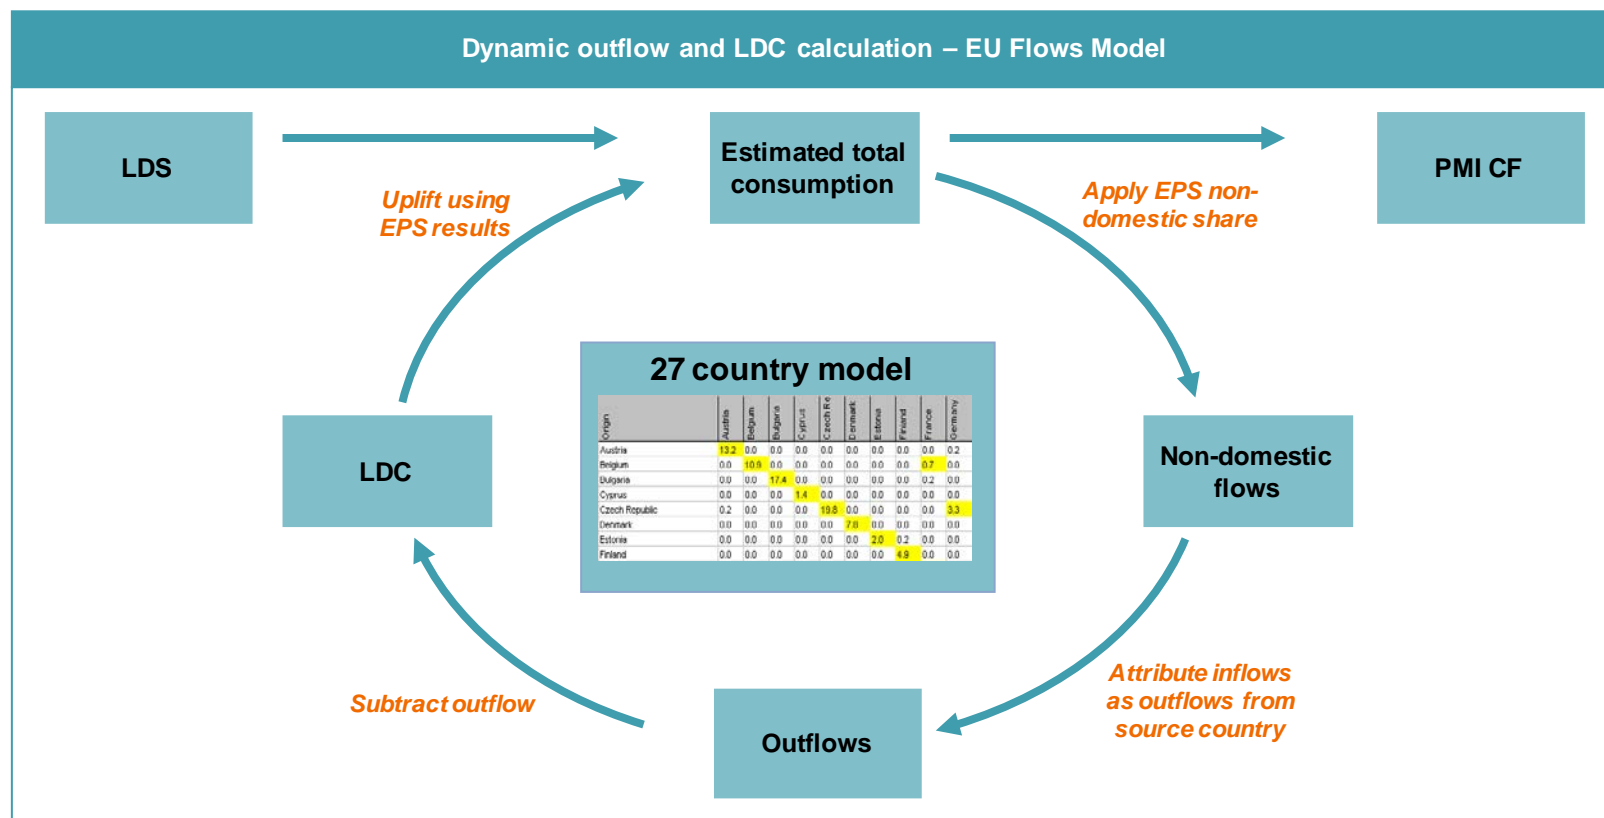 Dynamic outflow and LDC calculation – EU Flows Model
LDS
Estimated total
consumption
PMI CF
Uplift using
EPS results
Apply EPS non-
domestic share
27 country model
Origin Austria Belgium Bulgaria Cyprus Czech Re Denmark Estonia Finland France Germany
Austria 13.2 0.0 0.0 0.0 0.0 0.0 0.0 0.0 0.0 0.2
Belgium 0.0 10.9 0.0 0.0 0.0 0.0 0.0 0.0 0.7 0.0
Bulgaria 0.0 0.0 17.4 0.0 0.0 0.0 0.0 0.0 0.2 0.0
Cyprus 0.0 0.0 0.0 1.4 0.0 0.0 0.0 0.0 0.0 0.0
Czech Republic 0.2 0.0 0.0 0.0 19.8 0.0 0.0 0.0 0.0 3.3
Denmark 0.0 0.0 0.0 0.0 0.0 7.8 0.0 0.0 0.0 0.0
Estonia 0.0 0.0 0.0 0.0 0.0 0.0 2.0 0.2 0.0 0.0
Finland 0.0 0.0 0.0 0.0 0.0 0.0 0.0 4.9 0.0 0.0
LDC
Non-domestic
flows
Subtract outflow
Attribute inflows
as outflows from
source country
Outflows